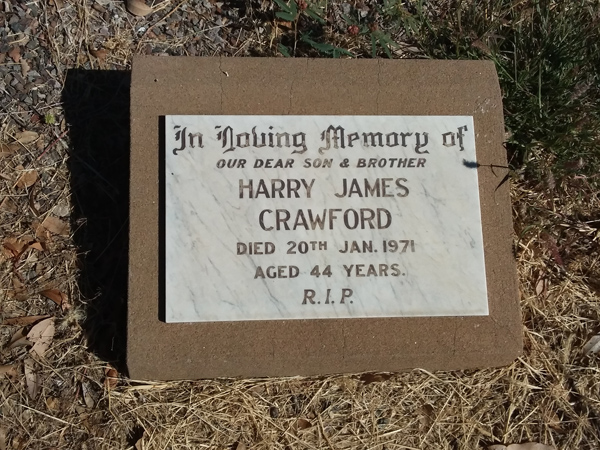 In Loving Memory of
OUR DEAR SON & BROTHER
HARRY JAMES
CRAWFORD
DIED 20TH JAN. 1971
AGED 44 YEARS.
R.I.P.